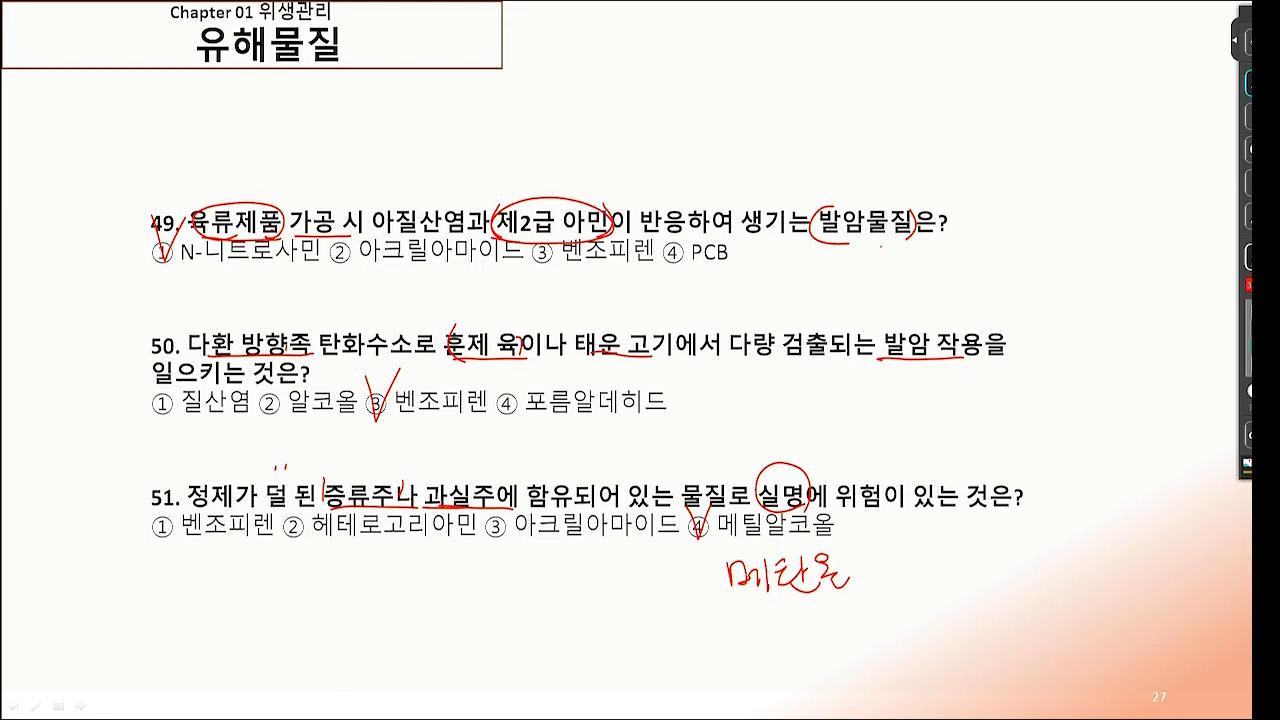 Chapter 01 위생관리
유해물질
49. 육류제품 가공 시 아질산염과 제2급 아민이 반응하여 생기는 발암물질은?
① N-니트로사민 ② 아크릴아마이드 ③ 벤조피렌 ④ PCB
50. 다환 방향족 탄화수소로 훈제 육이나 태운 고기에서 다량 검출되는 발암 작용을
일으키는 것은?
① 질산염 ② 알코올 ③ 벤조피렌 ④ 포름알데히드
51. 정제가 덜 된 증류주나 과실주에 함유되어 있는 물질로 실명에 위험이 있는 것은?
① 벤조피렌 ② 헤테로고리아민 ③ 아크릴아마이드 ④ 메틸알코올
메탄올
27